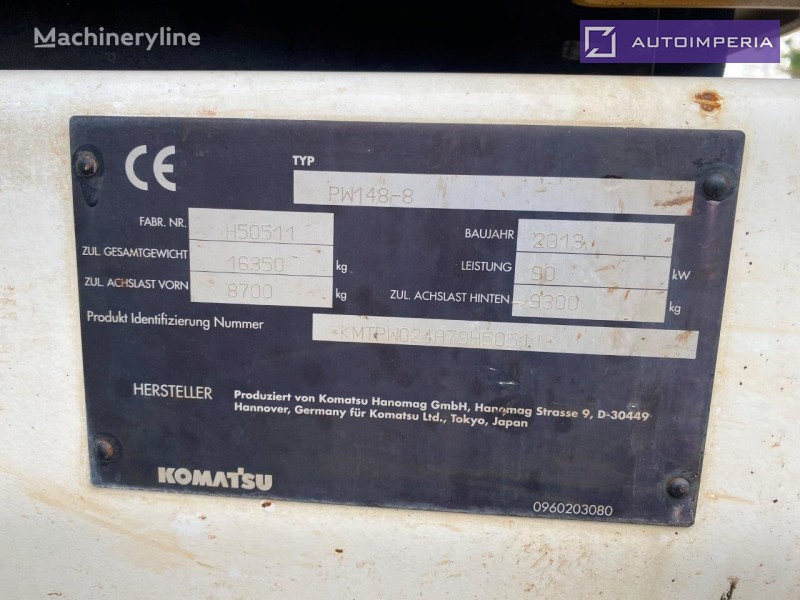 Machineryline
AUTOIMPERIA
CE
TYP
PW148-8
FABR. NR. H50511
BAUJAHR 2013
ZUL. GESAMTGEWICHT 16350 kg
LEISTUNG 90 kW
ZUL. ACHSLAST VORN 8700 kg
ZUL. ACHSLAST HINTEN 9300 kg
Produkt Identifizierung Nummer
HERSTELLER
Produziert von Komatsu Hanomag GmbH, Hanomag Strasse 9, D-30449
Hannover, Germany für Komatsu Ltd., Tokyo, Japan
KOMATSU
0960203080